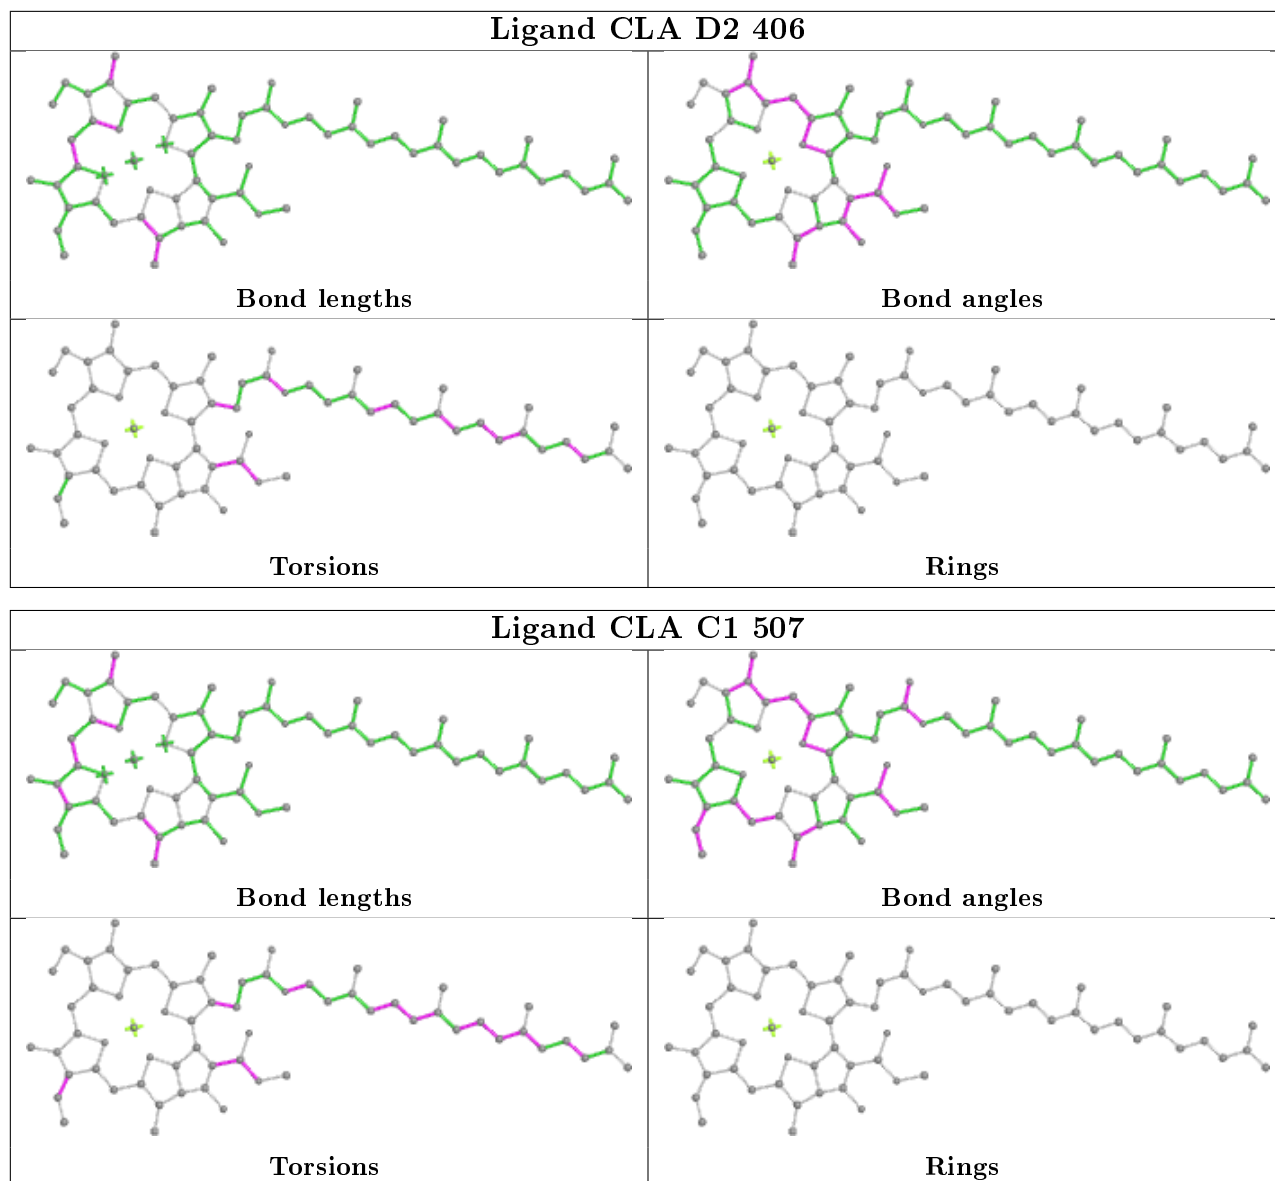 Ligand CLA D2 406
Bond lengths
Bond angles
Torsions
Rings
Ligand CLA C1 507
Bond lengths
Bond angles
Torsions
Rings